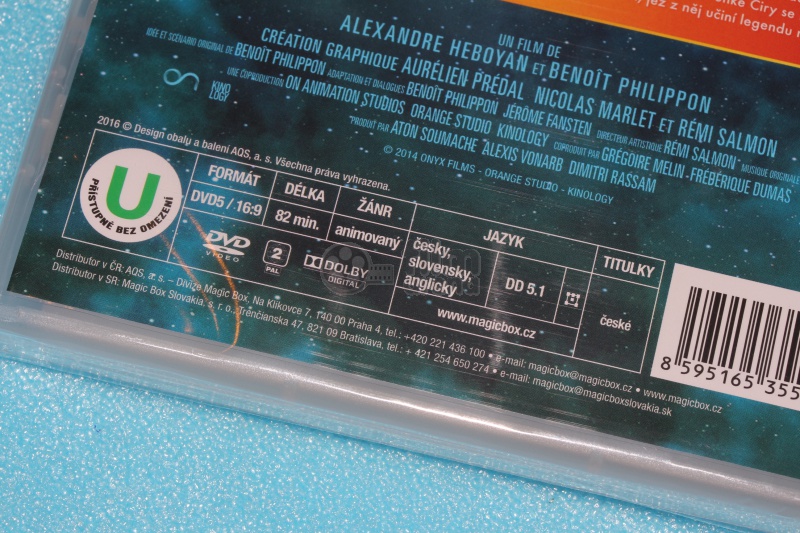 elké Ciry se
, jež z něj učiní legendu
UN FILM DE
ALEXANDRE HEBOYAN ET BENOÎT PHILIPPON
CRÉATION GRAPHIQUE AURÉLIEN PRÉDAL NICOLAS MARLET ET RÉMI SALMON
IDÉE ET SCÉNARIO ORIGINAL DE BENOÎT PHILIPPON ADAPTATION ET DIALOGUES BENOÎT PHILIPPON JÉRÔME FANSTEN DIRECTEUR ARTISTIQUE RÉMI SALMON MUSIQUE ORIGINALE
UNE COPRODUCTION ON ANIMATION STUDIOS ORANGE STUDIO KINOLOGY COPRODUIT PAR GRÉGOIRE MELIN - FRÉDÉRIQUE DUMAS
PRODUIT PAR ATON SOUMACHE - ALEXIS VONARB DIMITRI RASSAM
KINO
LOGY
© 2014 ONYX FILMS - ORANGE STUDIO - KINOLOGY
2016 © Design obalu a balení AQS, a. s. Všechna práva vyhrazena.
U
PŘÍSTUPNÉ BEZ OMEZENÍ
FORMÁT DÉLKA ŽÁNR JAZYK TITULKY
DVD5 / 16:9 82 min. animovaný česky, slovensky, anglicky DD 5.1 české
DVD VIDEO 2 PAL DOLBY DIGITAL
www.magicbox.cz
Distributor v ČR: AQS, a. s. – Divize Magic Box, Na Klikovce 7, 140 00 Praha 4, tel.: +420 221 436 100 • e-mail: magicbox@magicbox.cz • www.magicbox.cz
Distributor v SR: Magic Box Slovakia. s. r. o., Trenčianska 47, 821 09 Bratislava, tel.: + 421 254 650 274 • e-mail: magicbox@magicboxslovakia.sk
8 595165 355